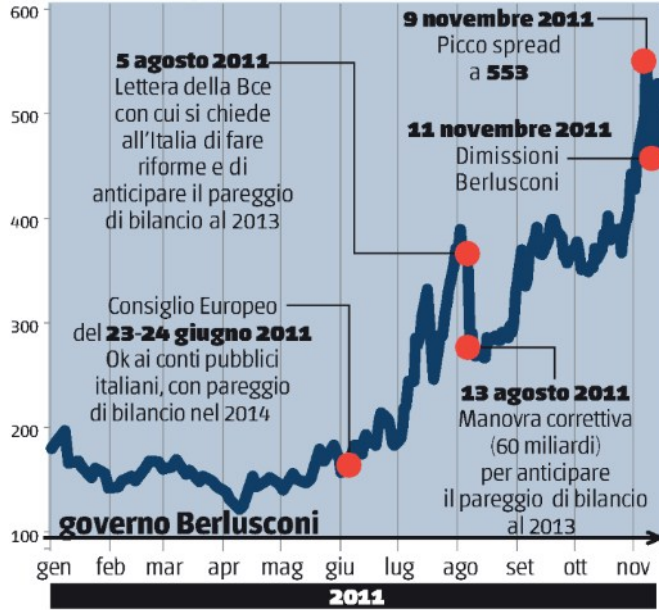 600
500
400
300
200
100
5 agosto 2011
Lettera della Bce
con cui si chiede
all'Italia di fare
riforme e di
anticipare il pareggio
di bilancio al 2013
9 novembre 2011
Picco spread
a 553
11 novembre 2011
Dimissioni
Berlusconi
Consiglio Europeo
del 23-24 giugno 2011
Ok ai conti pubblici
italiani, con pareggio
di bilancio nel 2014
13 agosto 2011
Manovra correttiva
(60 miliardi)
per anticipare
il pareggio di bilancio
al 2013
governo Berlusconi
gen feb mar apr mag giu lug ago set ott nov
2011